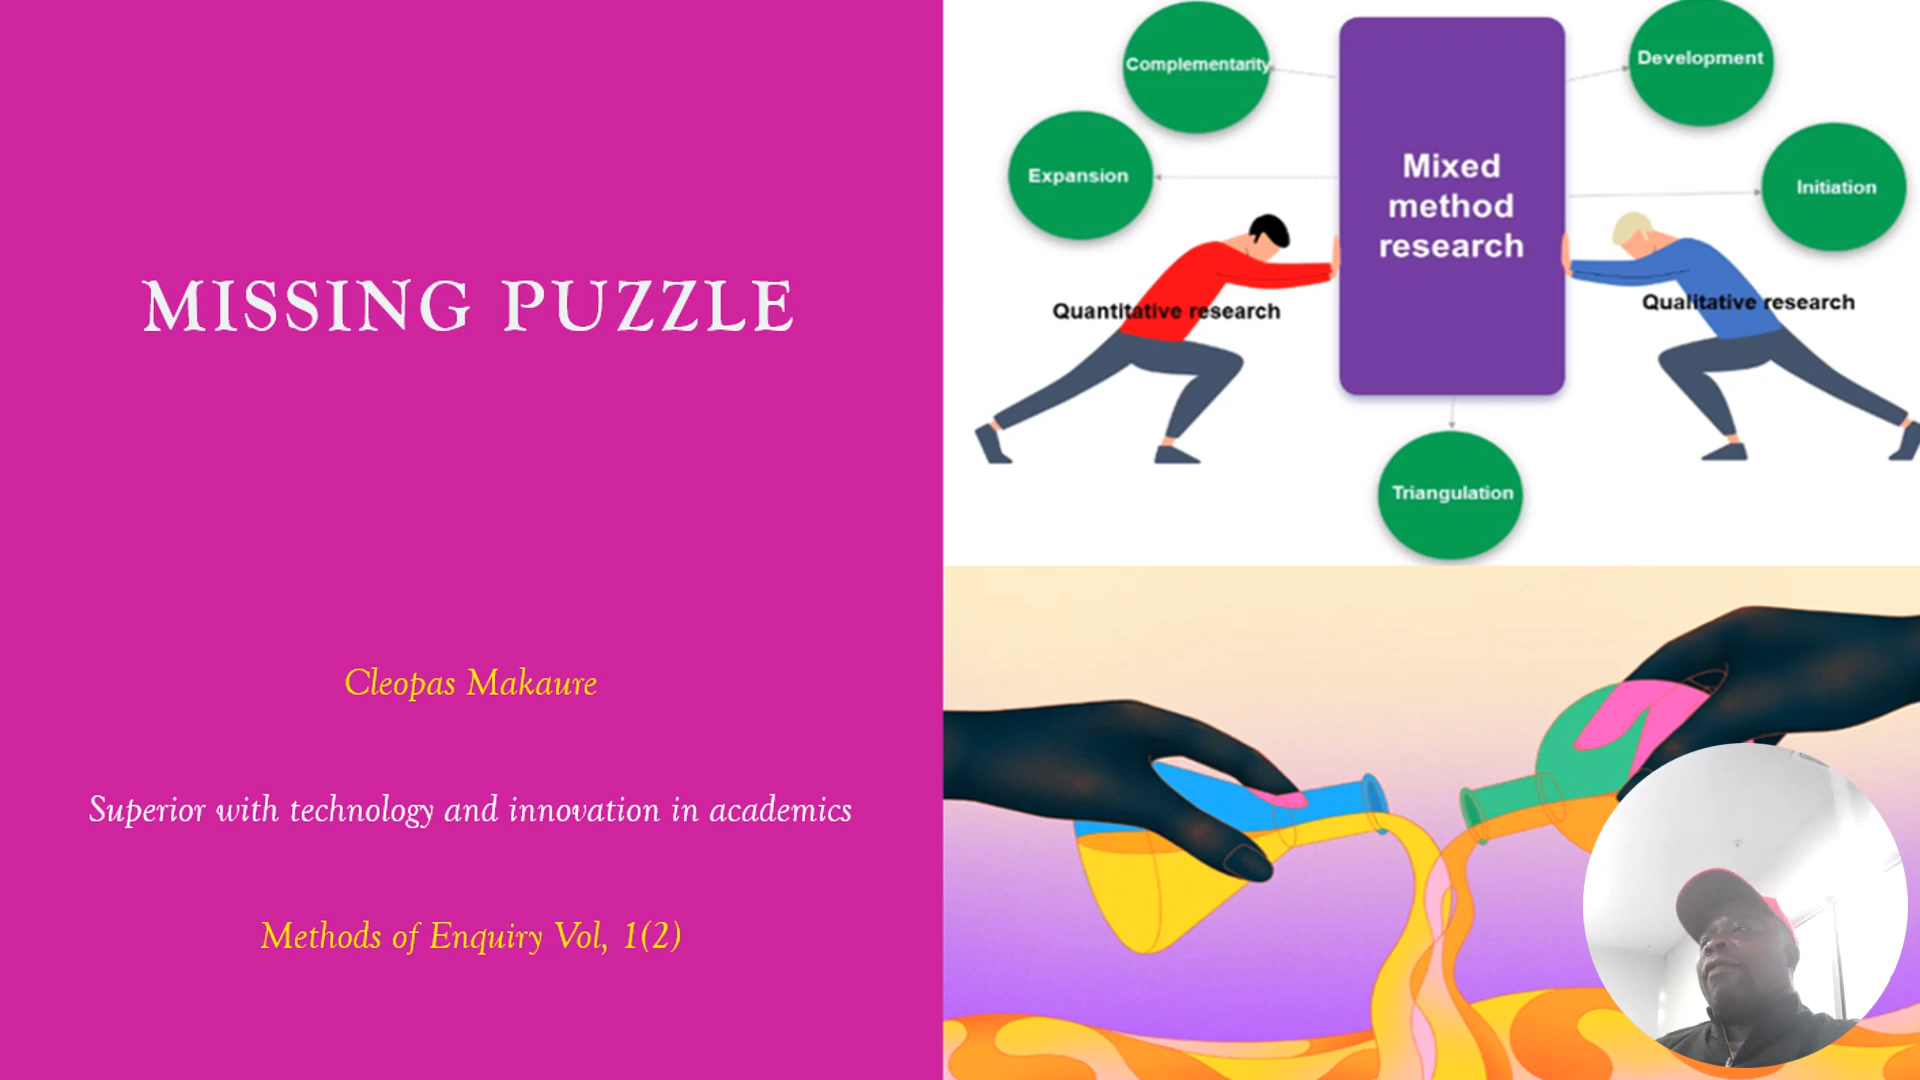 MISSING PUZZLE
Cleopas Makaure
Superior with technology and innovation in academics
Methods of Enquiry Vol, 1(2)
Complementarity
Development
Expansion
Initiation
Mixed
method
research
Quantitative research
Qualitative research
Triangulation